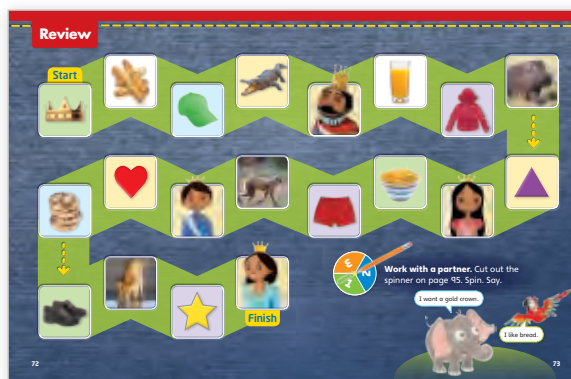 Review
Start
Work with a partner. Cut out the
spinner on page 95. Spin. Say.
I want a gold crown.
I like bread.
Finish
72
73